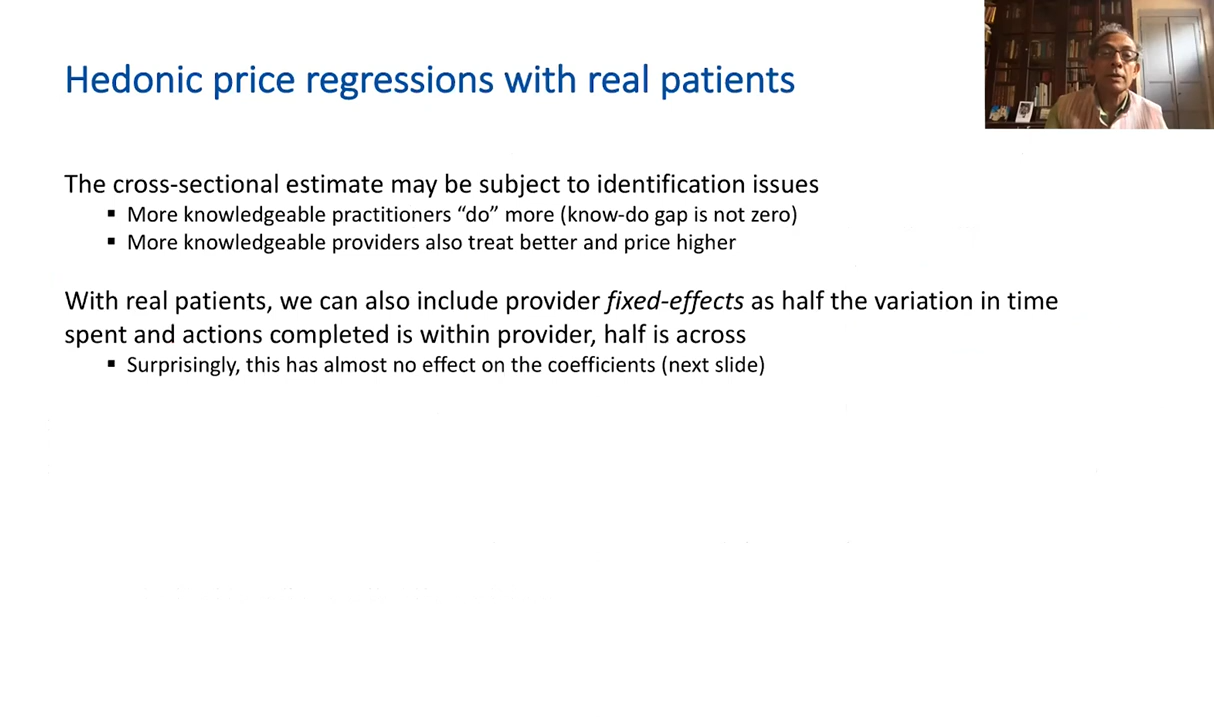 Hedonic price regressions with real patients
The cross-sectional estimate may be subject to identification issues
▪ More knowledgeable practitioners “do” more (know-do gap is not zero)
▪ More knowledgeable providers also treat better and price higher
With real patients, we can also include provider fixed-effects as half the variation in time
spent and actions completed is within provider, half is across
▪ Surprisingly, this has almost no effect on the coefficients (next slide)